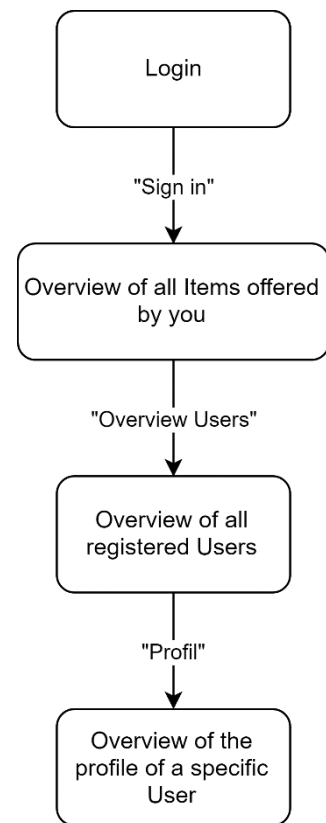 Login
"Sign in"
Overview of all Items offered
by you
"Overview Users"
Overview of all
registered Users
"Profil"
Overview of the
profile of a specific
User